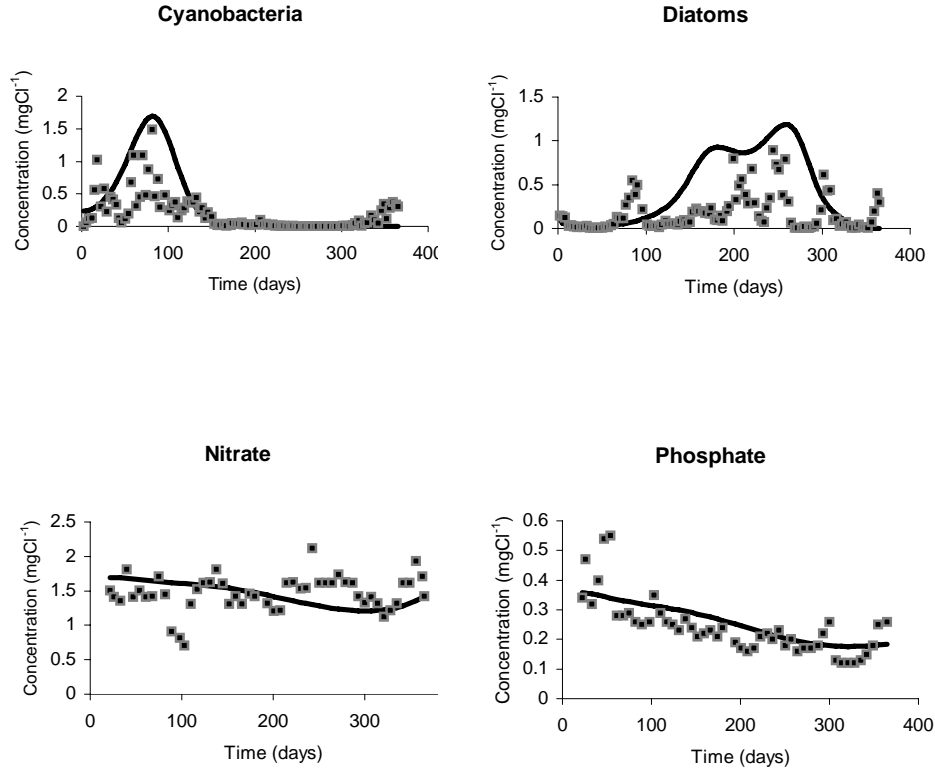 Cyanobacteria
Concentration (mgCl⁻¹)
2
1.5
1
0.5
0
0 100 200 300 400
Time (days)
Diatoms
Concentration (mgCl⁻¹)
1.5
1
0.5
0
0 100 200 300 400
Time (days)
Nitrate
Concentration (mgCl⁻¹)
2.5
2
1.5
1
0.5
0
0 100 200 300
Time (days)
Phosphate
Concentration (mgCl⁻¹)
0.6
0.5
0.4
0.3
0.2
0.1
0
0 100 200 300 400
Time (days)